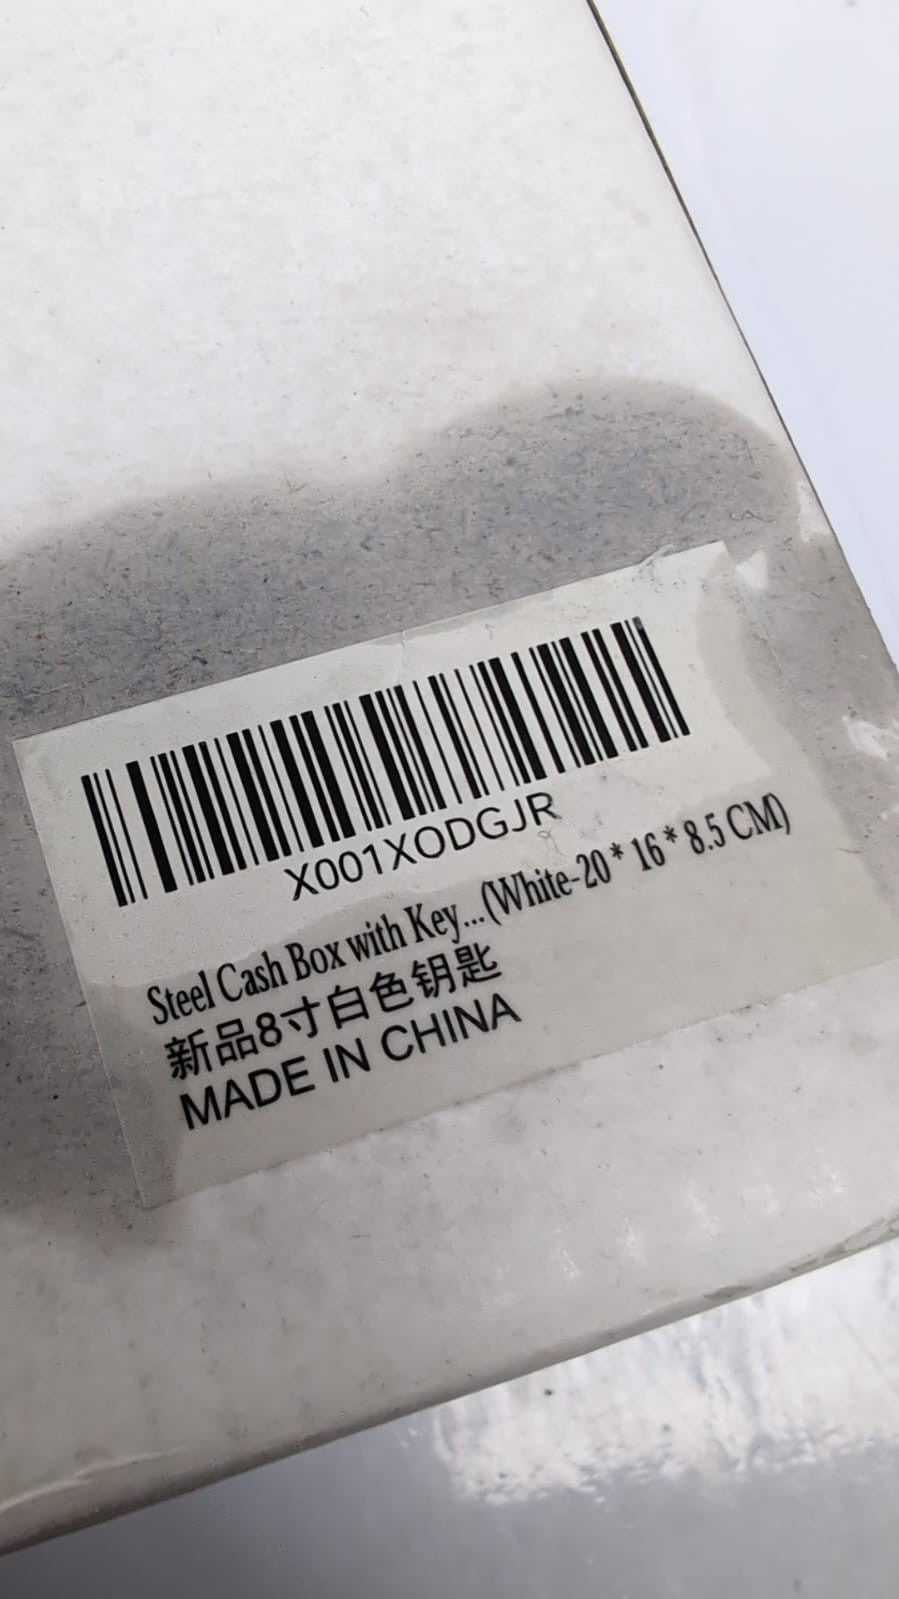 X001XODGJR
Steel Cash Box with Key...(White-20*16*8.5 CM)
新品8寸白色钥匙
MADE IN CHINA